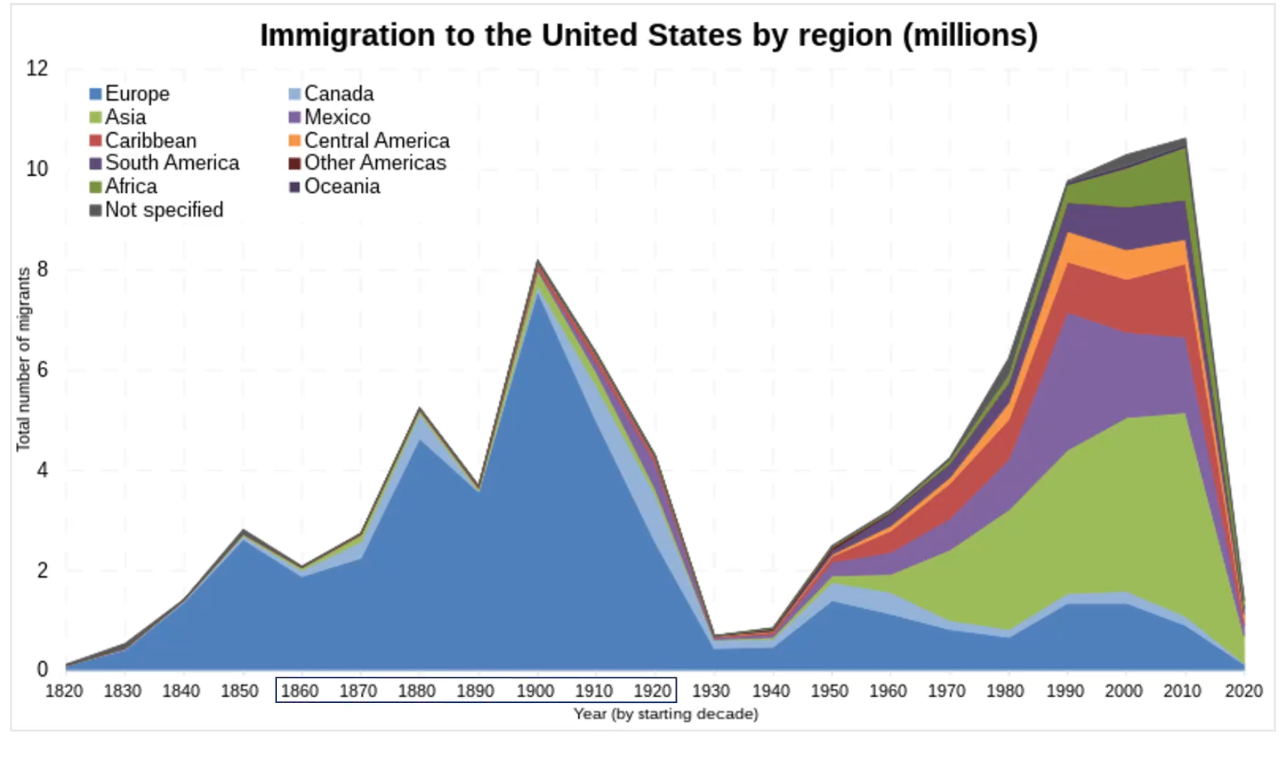 Immigration to the United States by region (millions)
12
10
8
6
4
2
0
Total number of migrants
Europe Canada
Asia Mexico
Caribbean Central America
South America Other Americas
Africa Oceania
Not specified
1820 1830 1840 1850 1860 1870 1880 1890 1900 1910 1920 1930 1940 1950 1960 1970 1980 1990 2000 2010 2020
Year (by starting decade)